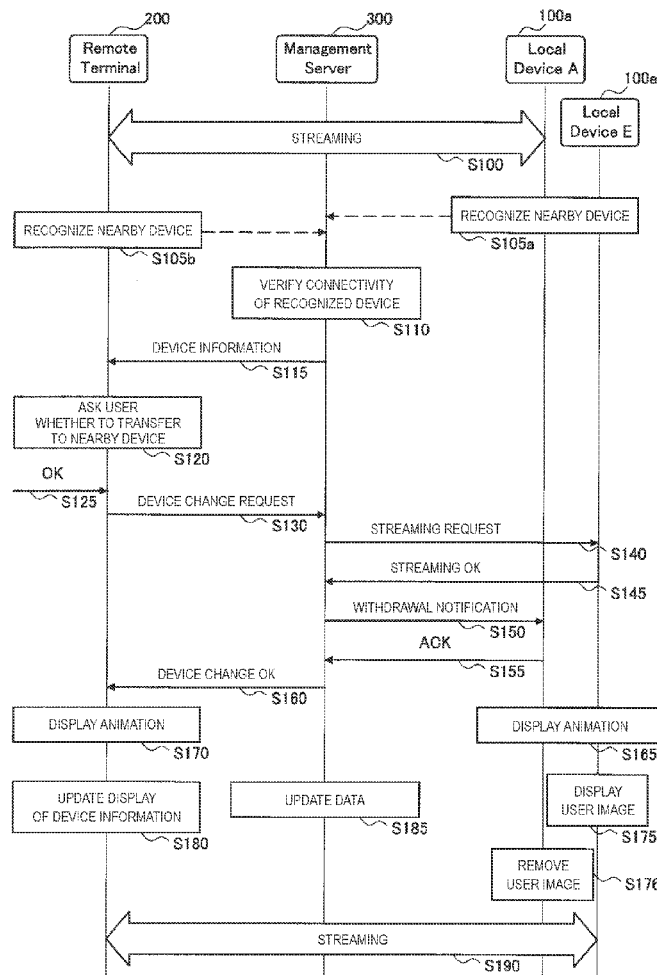 200
300
100a
Remote
Terminal
Management
Server
Local
Device A
100e
Local
Device E
STREAMING
S100
RECOGNIZE NEARBY DEVICE
S105b
RECOGNIZE NEARBY DEVICE
S105a
VERIFY CONNECTIVITY
OF RECOGNIZED DEVICE
S110
DEVICE INFORMATION
S115
ASK USER
WHETHER TO TRANSFER
TO NEARBY DEVICE
S120
OK
S125
DEVICE CHANGE REQUEST
S130
STREAMING REQUEST
S140
STREAMING OK
S145
WITHDRAWAL NOTIFICATION
S150
ACK
S155
DEVICE CHANGE OK
S160
DISPLAY ANIMATION
S170
DISPLAY ANIMATION
S165
UPDATE DISPLAY
OF DEVICE INFORMATION
S180
UPDATE DATA
S185
DISPLAY
USER IMAGE
S175
REMOVE
USER IMAGE
S176
STREAMING
S190